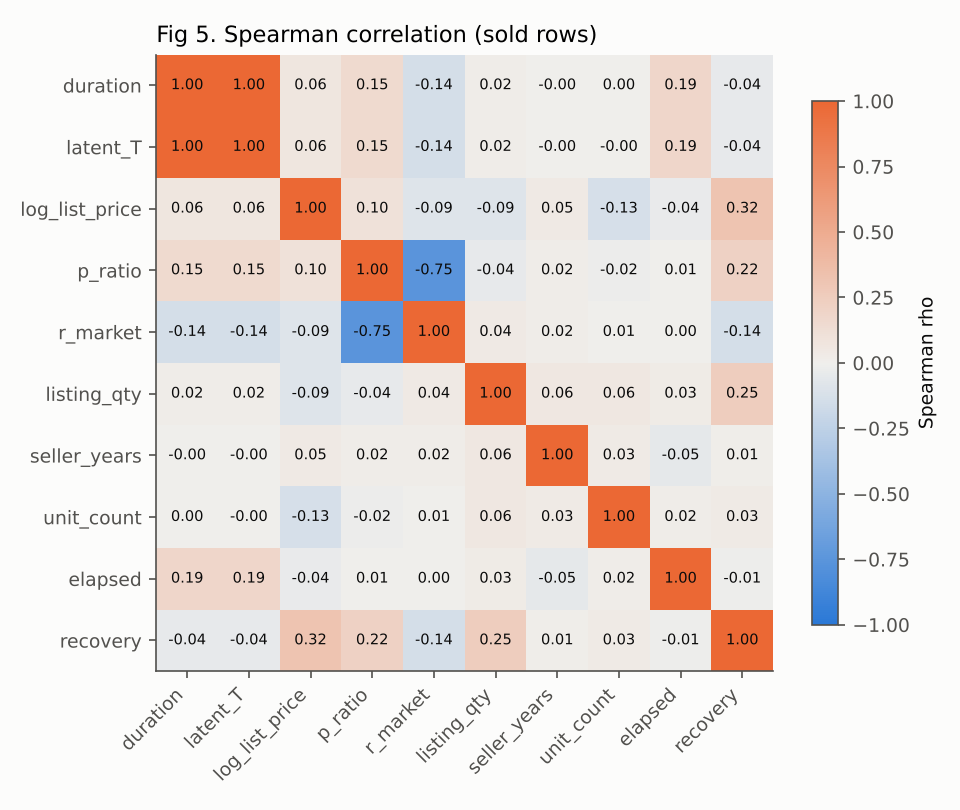 Fig 5. Spearman correlation (sold rows)
duration 1.00 1.00 0.06 0.15 -0.14 0.02 -0.00 0.00 0.19 -0.04
latent_T 1.00 1.00 0.06 0.15 -0.14 0.02 -0.00 -0.00 0.19 -0.04
log_list_price 0.06 0.06 1.00 0.10 -0.09 -0.09 0.05 -0.13 -0.04 0.32
p_ratio 0.15 0.15 0.10 1.00 -0.75 -0.04 0.02 -0.02 0.01 0.22
r_market -0.14 -0.14 -0.09 -0.75 1.00 0.04 0.02 0.01 0.00 -0.14
listing_qty 0.02 0.02 -0.09 -0.04 0.04 1.00 0.06 0.06 0.03 0.25
seller_years -0.00 -0.00 0.05 0.02 0.02 0.06 1.00 0.03 -0.05 0.01
unit_count 0.00 -0.00 -0.13 -0.02 0.01 0.06 0.03 1.00 0.02 0.03
elapsed 0.19 0.19 -0.04 0.01 0.00 0.03 -0.05 0.02 1.00 -0.01
recovery -0.04 -0.04 0.32 0.22 -0.14 0.25 0.01 0.03 -0.01 1.00
duration latent_T log_list_price p_ratio r_market listing_qty seller_years unit_count elapsed recovery
1.00
0.75
0.50
0.25
0.00
−0.25
−0.50
−0.75
−1.00
Spearman rho